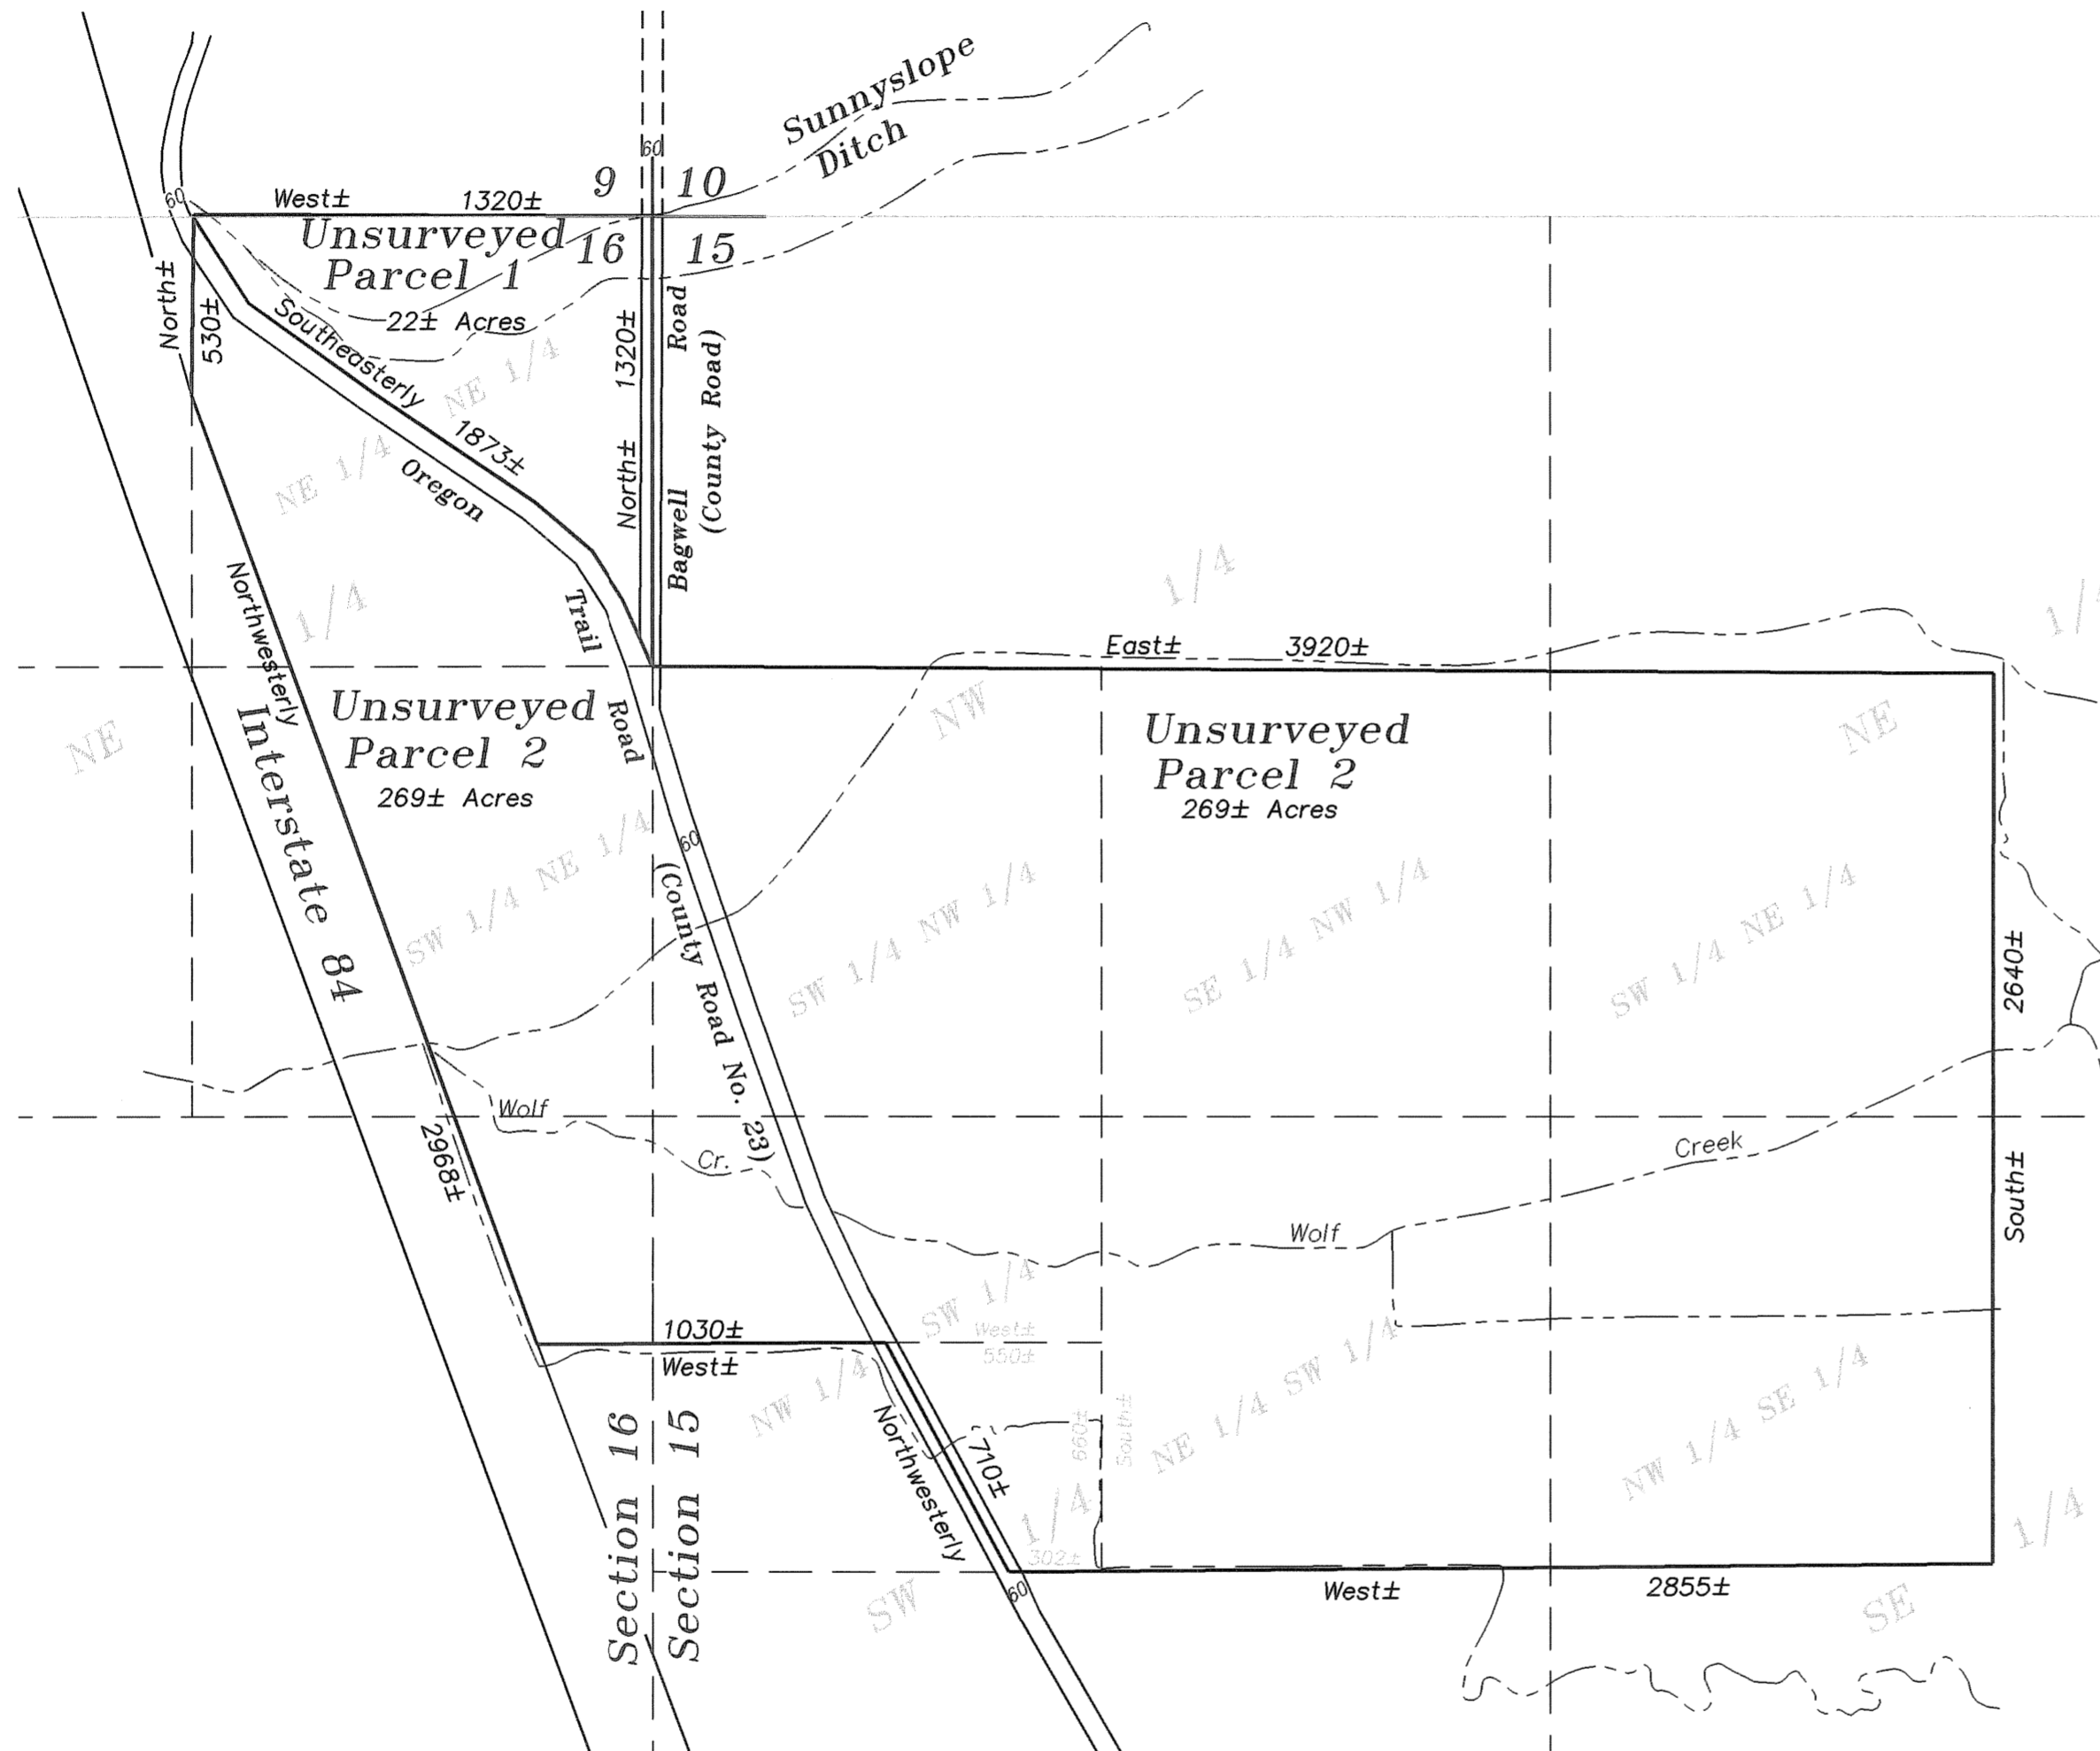 Sunnyslope
Ditch
60
9
10
60
West± 1320±
Unsurveyed
Parcel 1
22± Acres
16
15
North±
530±
Southeasterly
1873±
NE 1/4
NE 1/4
1/4
Oregon
Trail
Road
North± 1320±
Bagwell Road
(County Road)
1/4
1/4
East± 3920±
Northwesterly
Interstate 84
NE
Unsurveyed
Parcel 2
269± Acres
NW
Unsurveyed
Parcel 2
269± Acres
NE
60
SW 1/4 NE 1/4
(County Road No. 23)
SW 1/4 NW 1/4
SE 1/4 NW 1/4
SW 1/4 NE 1/4
2640±
South±
Wolf
Cr.
2968±
Wolf
Creek
SW 1/4
1030±
West±
West±
550±
NW 1/4
Northwesterly
710±
660±
South±
NE 1/4 SW 1/4
NW 1/4 SE 1/4
1/4
302±
1/4
Section 16
Section 15
60
SW
West±
2855±
SE